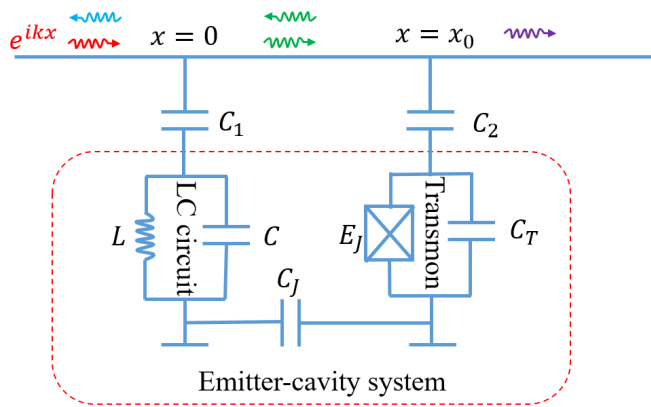 e^{ikx} x = 0 x = x_0
C_1 C_2
L LC circuit C E_J Transmon C_T
C_J
Emitter-cavity system